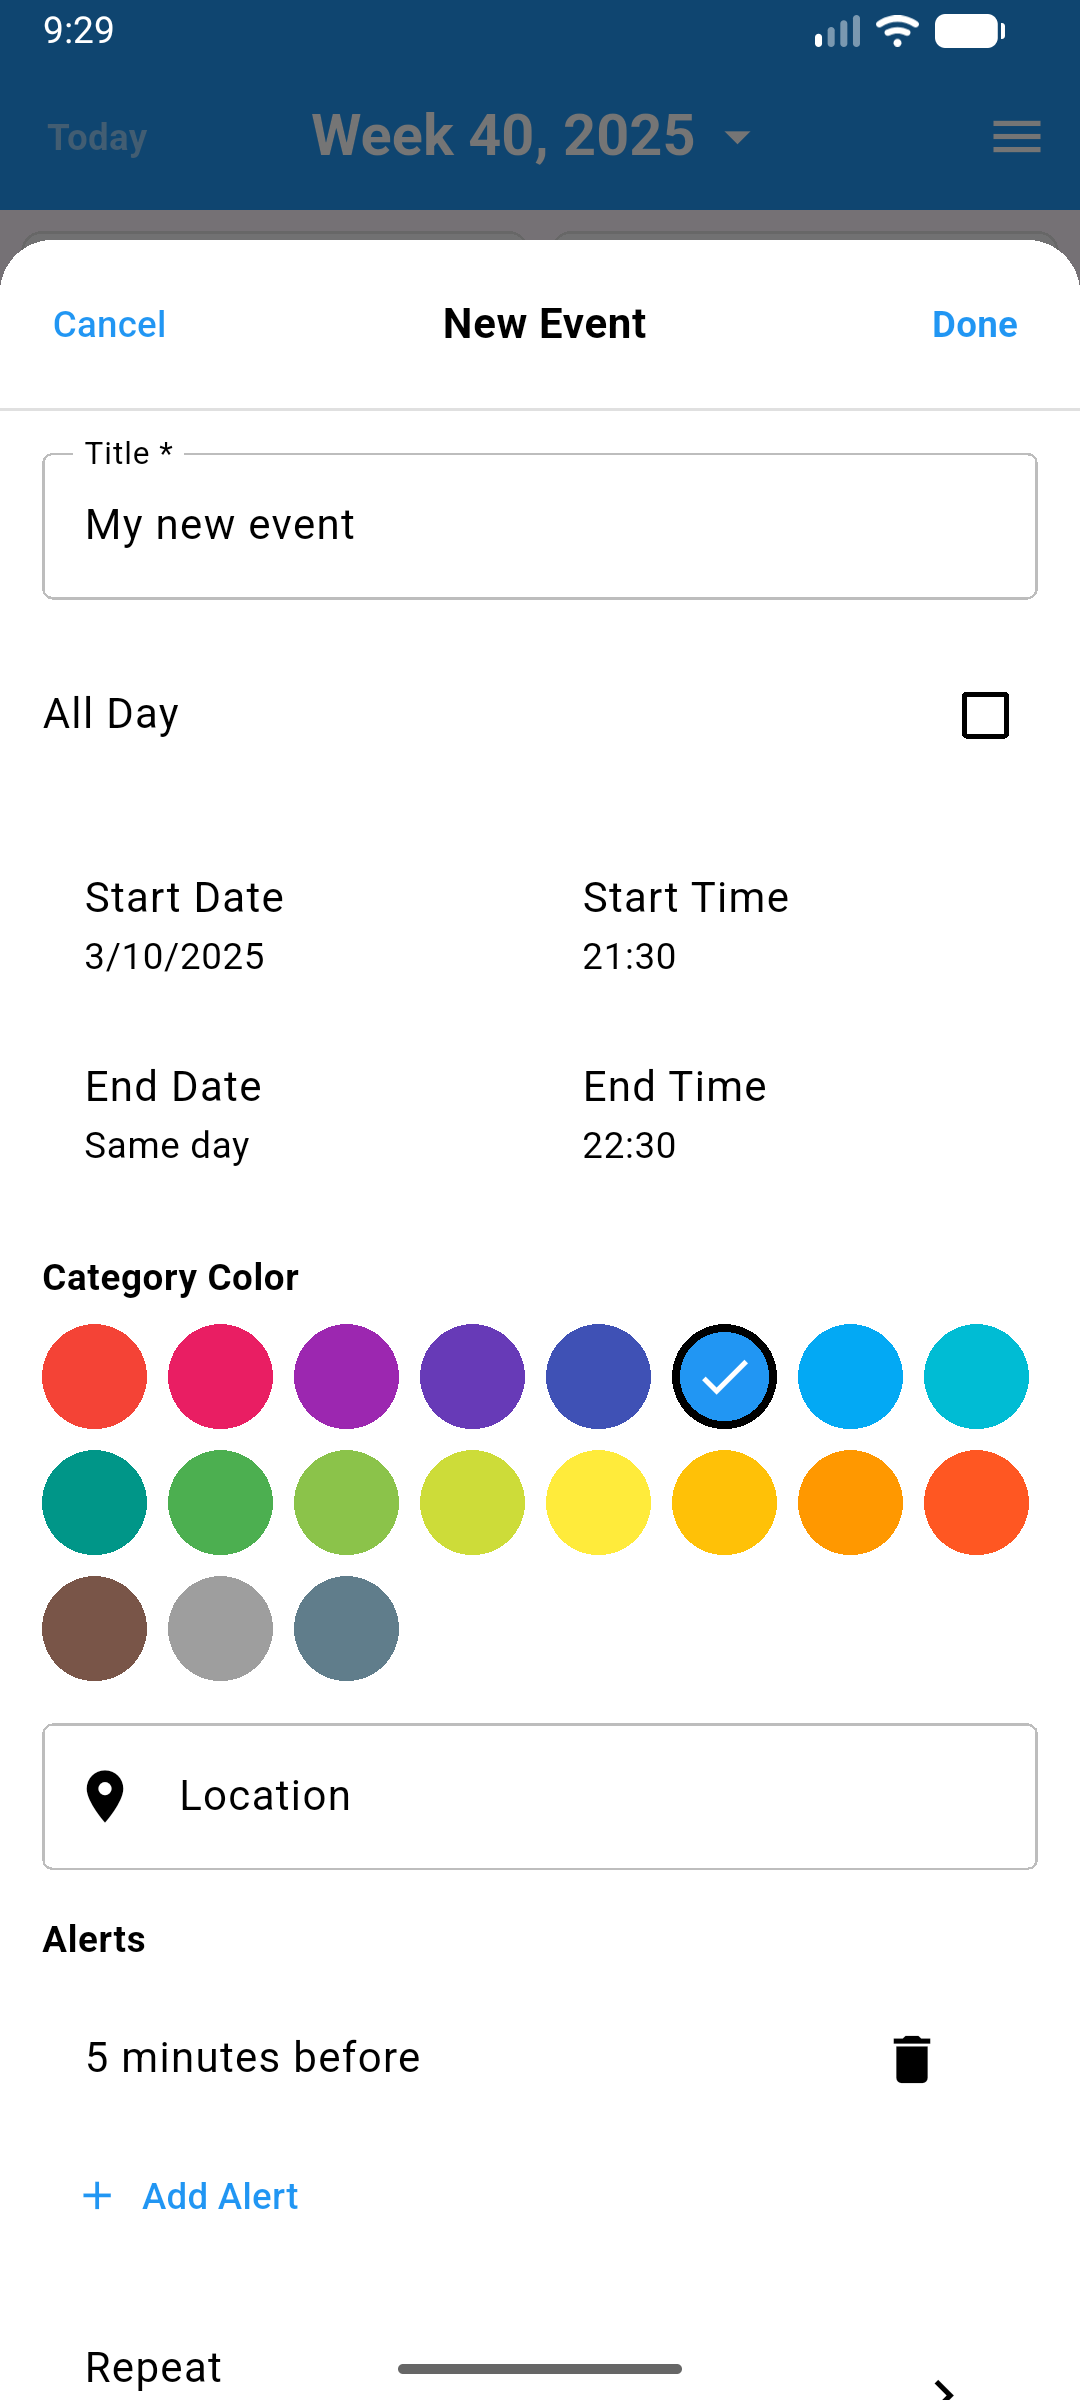 9:29
Today
Week 40, 2025
Cancel
New Event
Done
Title *
My new event
All Day
Start Date
Start Time
3/10/2025
21:30
End Date
End Time
Same day
22:30
Category Color
Location
Alerts
5 minutes before
Add Alert
Repeat